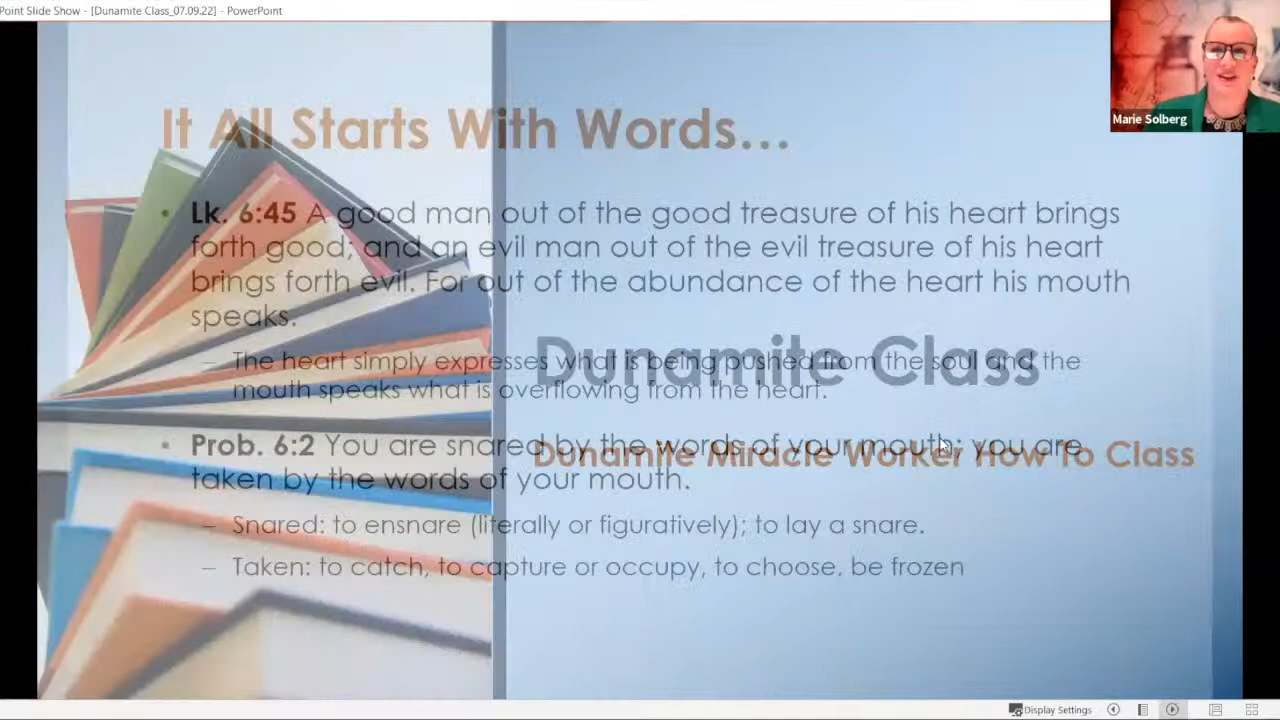 Point Slide Show - [Dunamite Class_07.09.22] - PowerPoint
Marie Solberg
It All Starts With Words...
• Lk. 6:45 A good man out of the good treasure of his heart brings
forth good; and an evil man out of the evil treasure of his heart
brings forth evil. For out of the abundance of the heart his mouth
speaks.
– The heart simply expresses what is being pushed from the soul and the
mouth speaks what is overflowing from the heart.
• Prob. 6:2 You are snared by the words of your mouth; you are
taken by the words of your mouth.
– Snared: to ensnare (literally or figuratively); to lay a snare.
– Taken: to catch, to capture or occupy, to choose, be frozen
Dunamite Class
Dunamite Miracle Worker How To Class
Display Settings